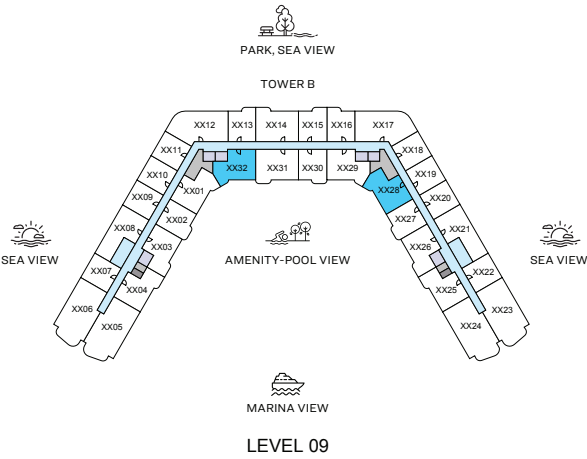 PARK, SEA VIEW
TOWER B
XX12
XX13
XX14
XX15
XX16
XX17
XX11
XX18
XX10
XX01
XX32
XX31
XX30
XX29
XX19
XX09
XX28
XX20
XX02
XX27
XX08
XX21
XX03
XX26
SEA VIEW
AMENITY-POOL VIEW
SEA VIEW
XX07
XX22
XX04
XX25
XX06
XX23
XX05
XX24
MARINA VIEW
LEVEL 09